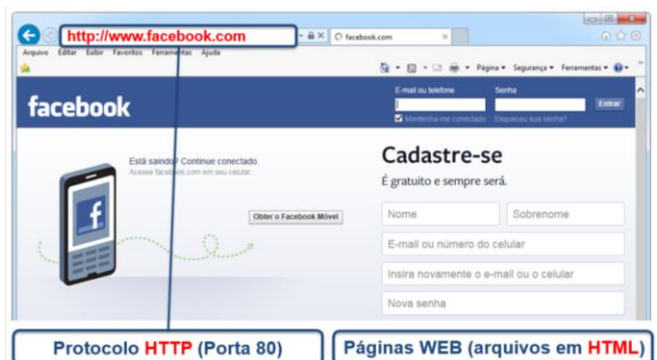 http://www.facebook.com
facebook.com
Arquivo Editar Exibir Favoritos Ferramentas Ajuda
Página Segurança Ferramentas
facebook
E-mail ou telefone
Senha
Entrar
Mantenha-me conectado
Esqueceu sua senha?
Está saindo? Continue conectado.
Acesse facebook.com em seu celular.
Obter o Facebook Móvel
Cadastre-se
É gratuito e sempre será.
Nome
Sobrenome
E-mail ou número do celular
Insira novamente o e-mail ou o celular
Nova senha
Protocolo HTTP (Porta 80)
Páginas WEB (arquivos em HTML)